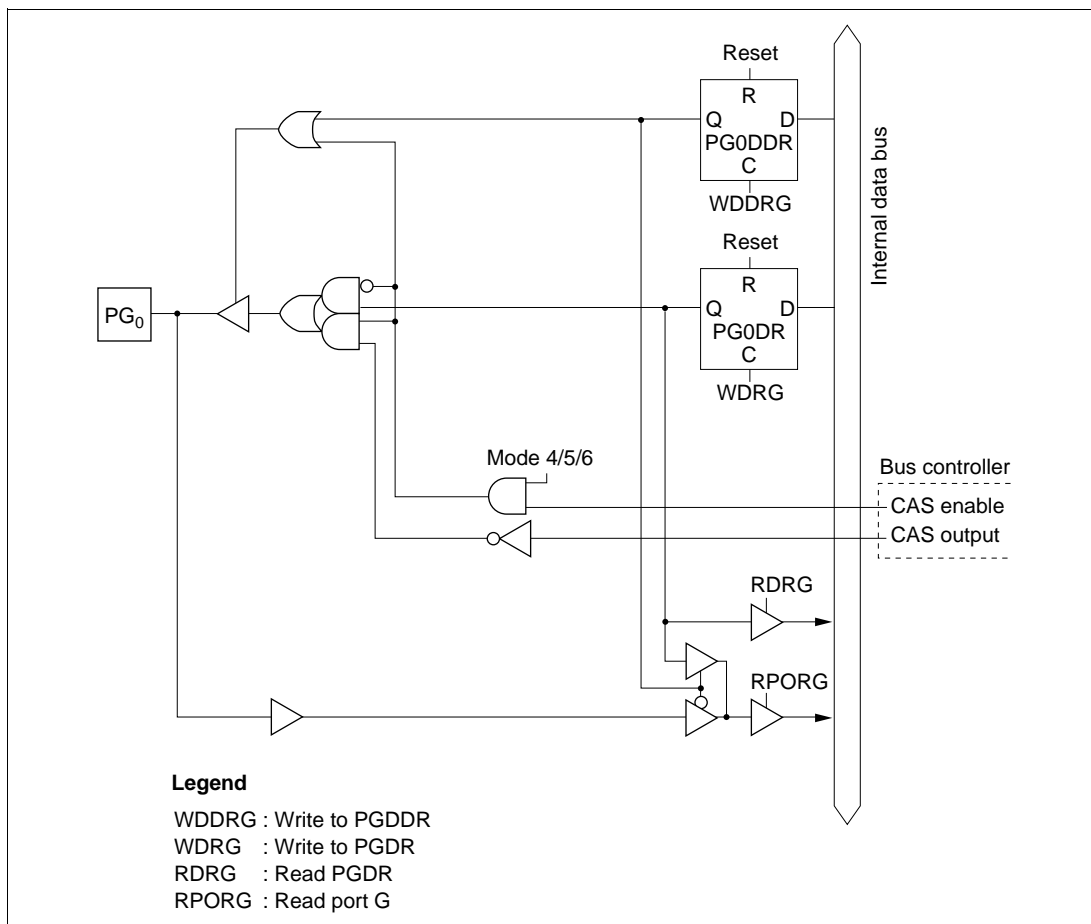 Reset
R
Q D
PG0DDR
C
WDDRG
Internal data bus
Reset
R
Q D
PG0DR
C
WDRG
PG0
Mode 4/5/6
Bus controller
CAS enable
CAS output
RDRG
RPORG
Legend
WDDRG : Write to PGDDR
WDRG : Write to PGDR
RDRG : Read PGDR
RPORG : Read port G